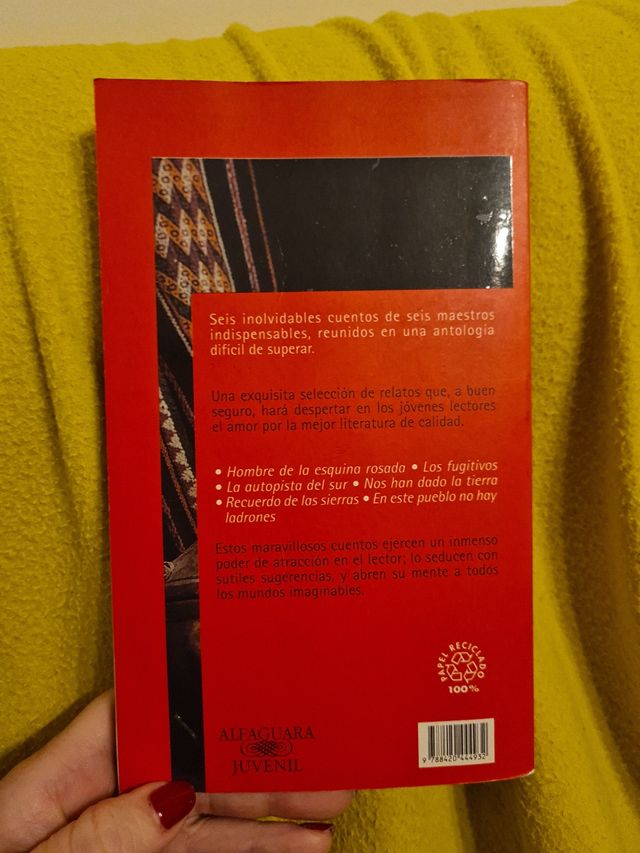 Seis inolvidables cuentos de seis maestros
indispensables, reunidos en una antología
difícil de superar.
Una exquisita selección de relatos que, a buen
seguro, hará despertar en los jóvenes lectores
el amor por la mejor literatura de calidad.
• Hombre de la esquina rosada • Los fugitivos
• La autopista del sur • Nos han dado la tierra
• Recuerdo de las sierras • En este pueblo no hay
ladrones
Estos maravillosos cuentos ejercen un inmenso
poder de atracción en el lector; lo seducen con
sutiles sugerencias, y abren su mente a todos
los mundos imaginables.
PAPEL RECICLADO
100%
ALFAGUARA
JUVENIL
9 788420 444932